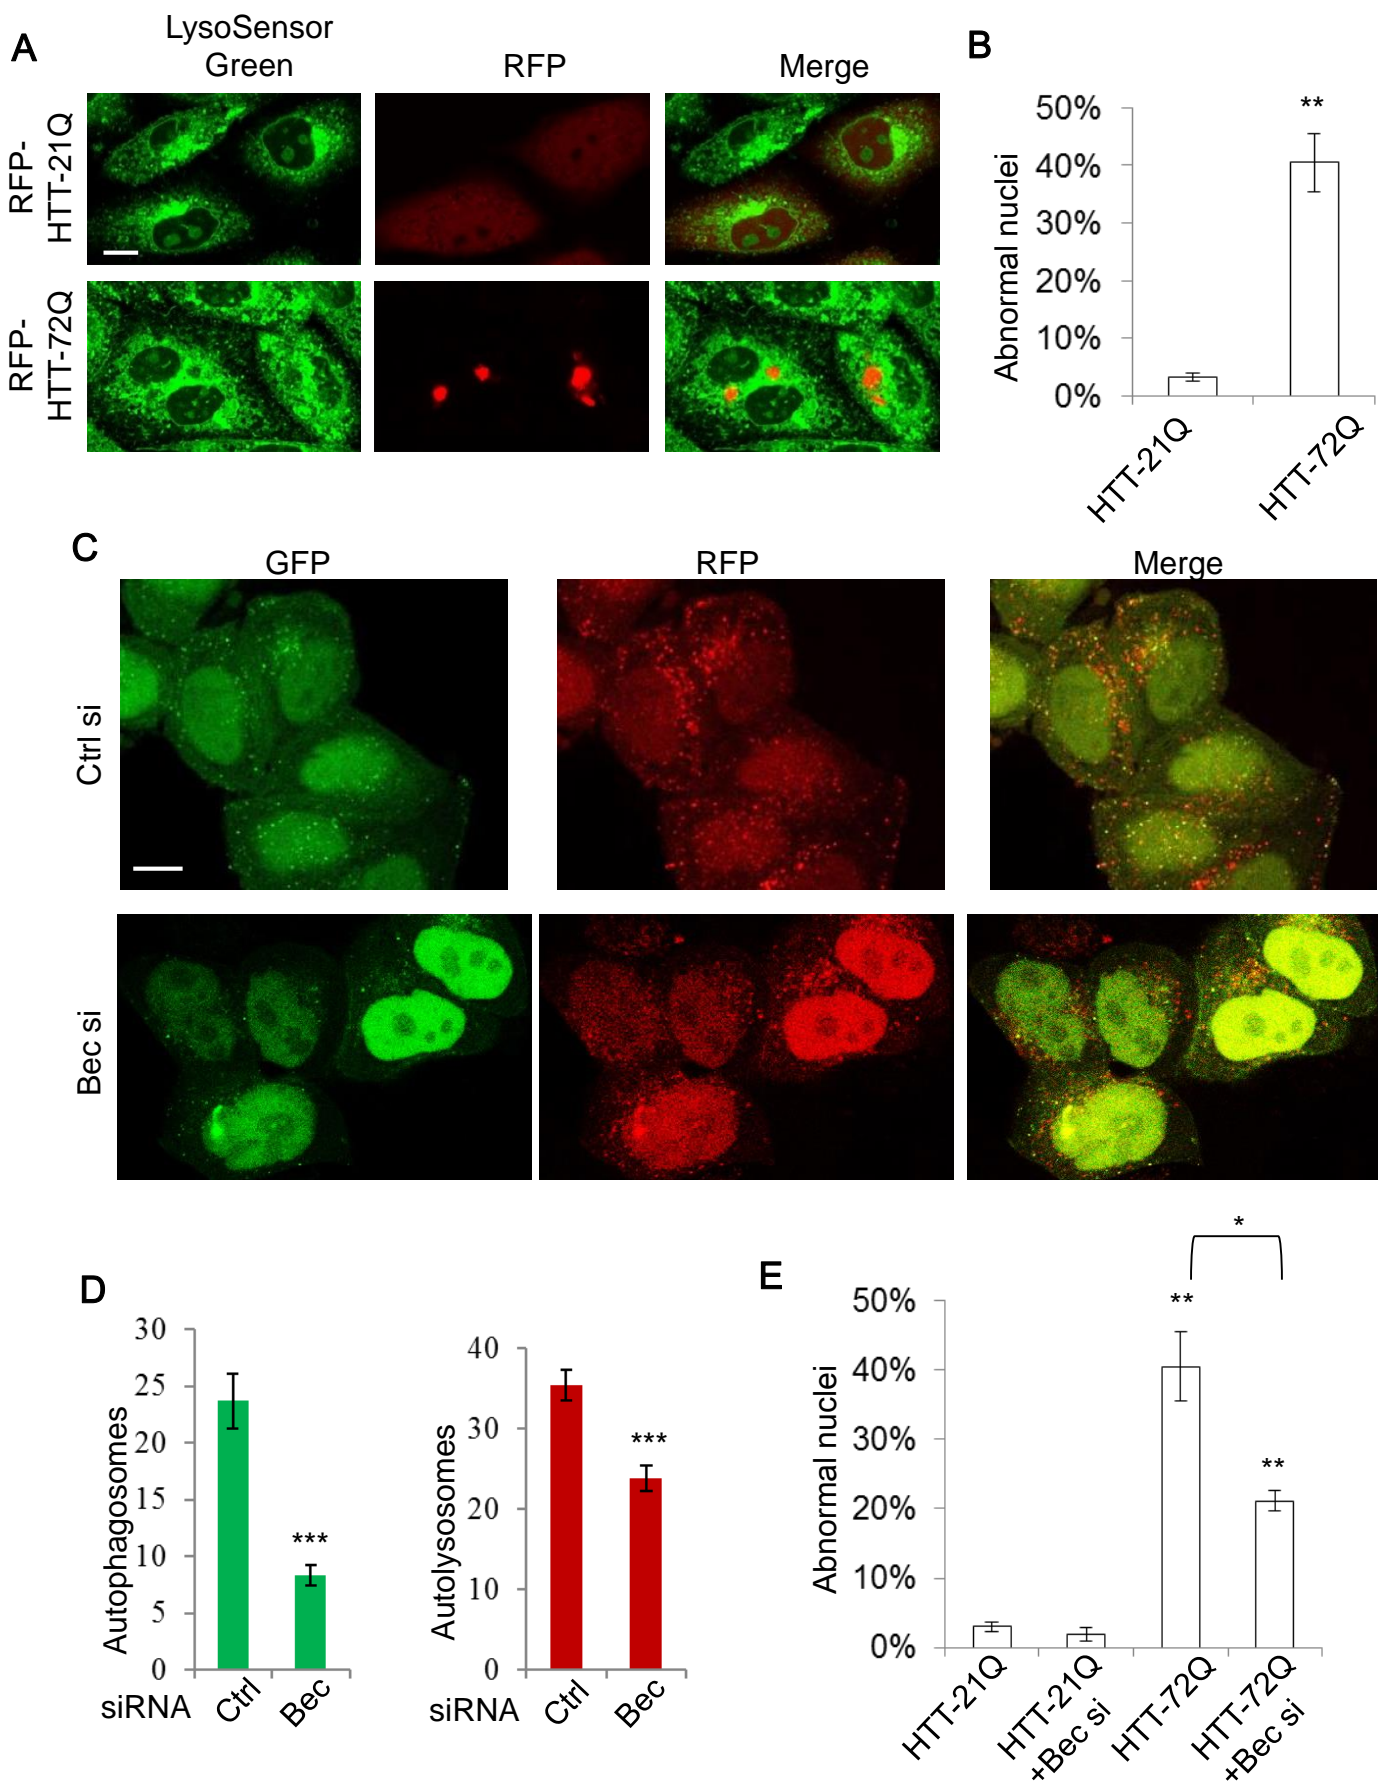 A
LysoSensor
Green
RFP
Merge
RFP-
HTT-21Q
RFP-
HTT-72Q
B
Abnormal nuclei
50%
40%
30%
20%
10%
0%
**
HTT-21Q
HTT-72Q
C
GFP
RFP
Merge
Ctrl si
Bec si
D
Autophagosomes
30
25
20
15
10
5
0
***
siRNA
Ctrl
Bec
Autolysosomes
40
30
20
10
0
***
siRNA
Ctrl
Bec
E
Abnormal nuclei
50%
40%
30%
20%
10%
0%
*
**
**
HTT-21Q
HTT-21Q
+Bec si
HTT-72Q
HTT-72Q
+Bec si